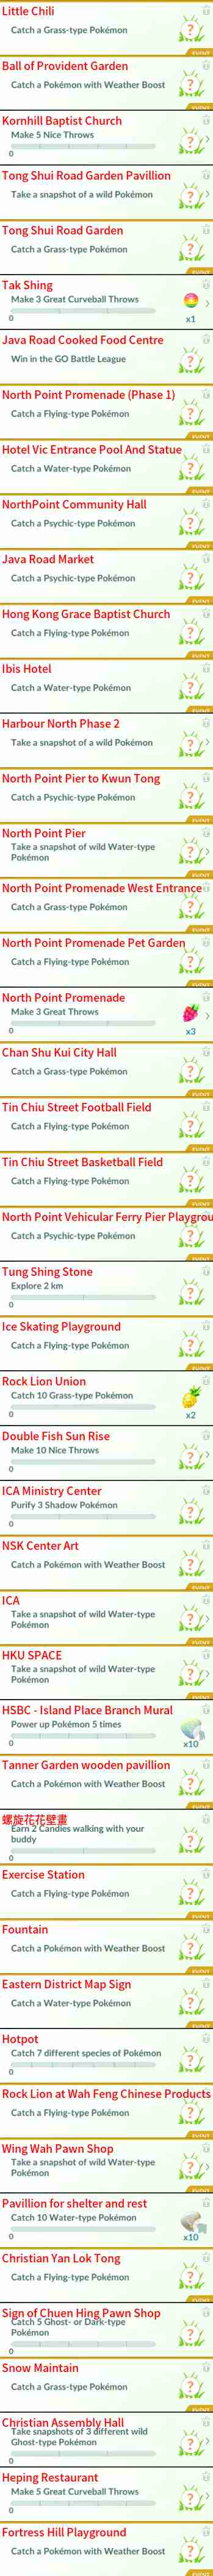 Little Chili
Catch a Grass-type Pokémon
EVENT
Ball of Provident Garden
Catch a Pokémon with Weather Boost
EVENT
Kornhill Baptist Church
Make 5 Nice Throws
0
Tong Shui Road Garden Pavillion
Take a snapshot of a wild Pokémon
Tong Shui Road Garden
Catch a Grass-type Pokémon
EVENT
Tak Shing
Make 3 Great Curveball Throws
0
x1
Java Road Cooked Food Centre
Win in the GO Battle League
North Point Promenade (Phase 1)
Catch a Flying-type Pokémon
EVENT
Hotel Vic Entrance Pool And Statue
Catch a Water-type Pokémon
EVENT
NorthPoint Community Hall
Catch a Psychic-type Pokémon
EVENT
Java Road Market
Catch a Psychic-type Pokémon
EVENT
Hong Kong Grace Baptist Church
Catch a Flying-type Pokémon
EVENT
Ibis Hotel
Catch a Water-type Pokémon
EVENT
Harbour North Phase 2
Take a snapshot of a wild Pokémon
North Point Pier to Kwun Tong
Catch a Psychic-type Pokémon
EVENT
North Point Pier
Take a snapshot of wild Water-type
Pokémon
EVENT
North Point Promenade West Entrance
Catch a Grass-type Pokémon
EVENT
North Point Promenade Pet Garden
Catch a Flying-type Pokémon
EVENT
North Point Promenade
Make 3 Great Throws
0
x3
Chan Shu Kui City Hall
Catch a Grass-type Pokémon
EVENT
Tin Chiu Street Football Field
Catch a Flying-type Pokémon
EVENT
Tin Chiu Street Basketball Field
Catch a Flying-type Pokémon
EVENT
North Point Vehicular Ferry Pier Playgrou
Catch a Psychic-type Pokémon
EVENT
Tung Shing Stone
Explore 2 km
0
Ice Skating Playground
Catch a Flying-type Pokémon
EVENT
Rock Lion Union
Catch 10 Grass-type Pokémon
0
x2
Double Fish Sun Rise
Make 10 Nice Throws
0
ICA Ministry Center
Purify 3 Shadow Pokémon
0
NSK Center Art
Catch a Pokémon with Weather Boost
EVENT
ICA
Take a snapshot of wild Water-type
Pokémon
EVENT
HKU SPACE
Take a snapshot of wild Water-type
Pokémon
EVENT
HSBC - Island Place Branch Mural
Power up Pokémon 5 times
0
x10
Tanner Garden wooden pavillion
Catch a Pokémon with Weather Boost
EVENT
螺旋花花壁畫
Earn 2 Candies walking with your
buddy
0
Exercise Station
Catch a Flying-type Pokémon
EVENT
Fountain
Catch a Pokémon with Weather Boost
EVENT
Eastern District Map Sign
Catch a Water-type Pokémon
EVENT
Hotpot
Catch 7 different species of Pokémon
0
Rock Lion at Wah Feng Chinese Products
Catch a Flying-type Pokémon
EVENT
Wing Wah Pawn Shop
Take a snapshot of wild Water-type
Pokémon
EVENT
Pavillion for shelter and rest
Catch 10 Water-type Pokémon
0
x10
Christian Yan Lok Tong
Catch a Flying-type Pokémon
EVENT
Sign of Chuen Hing Pawn Shop
Catch 5 Ghost- or Dark-type
Pokémon
0
Snow Maintain
Catch a Grass-type Pokémon
EVENT
Christian Assembly Hall
Take snapshots of 3 different wild
Ghost-type Pokémon
0
Heping Restaurant
Make 5 Great Curveball Throws
0
Fortress Hill Playground
Catch a Pokémon with Weather Boost
EVENT